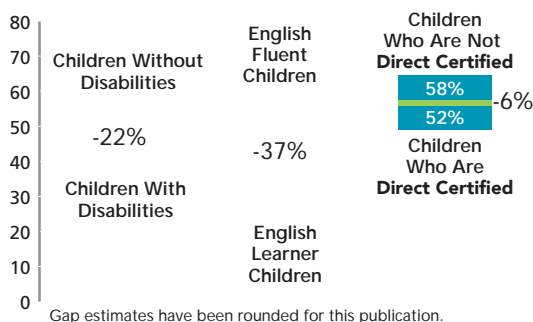 80
70
60
50
40
30
20
10
0
Children Without
Disabilities
-22%
Children With
Disabilities
English
Fluent
Children
-37%
English
Learner
Children
Children
Who Are Not
Direct Certified
58%
-6%
52%
Children
Who Are
Direct Certified
Gap estimates have been rounded for this publication.